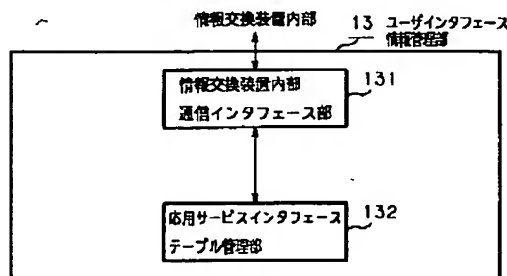 情報交換装置内部
13 ユーザインタフェース
情報管理部
情報交換装置内部
通信インタフェース部
131
応用サービスインタフェース
テーブル管理部
132